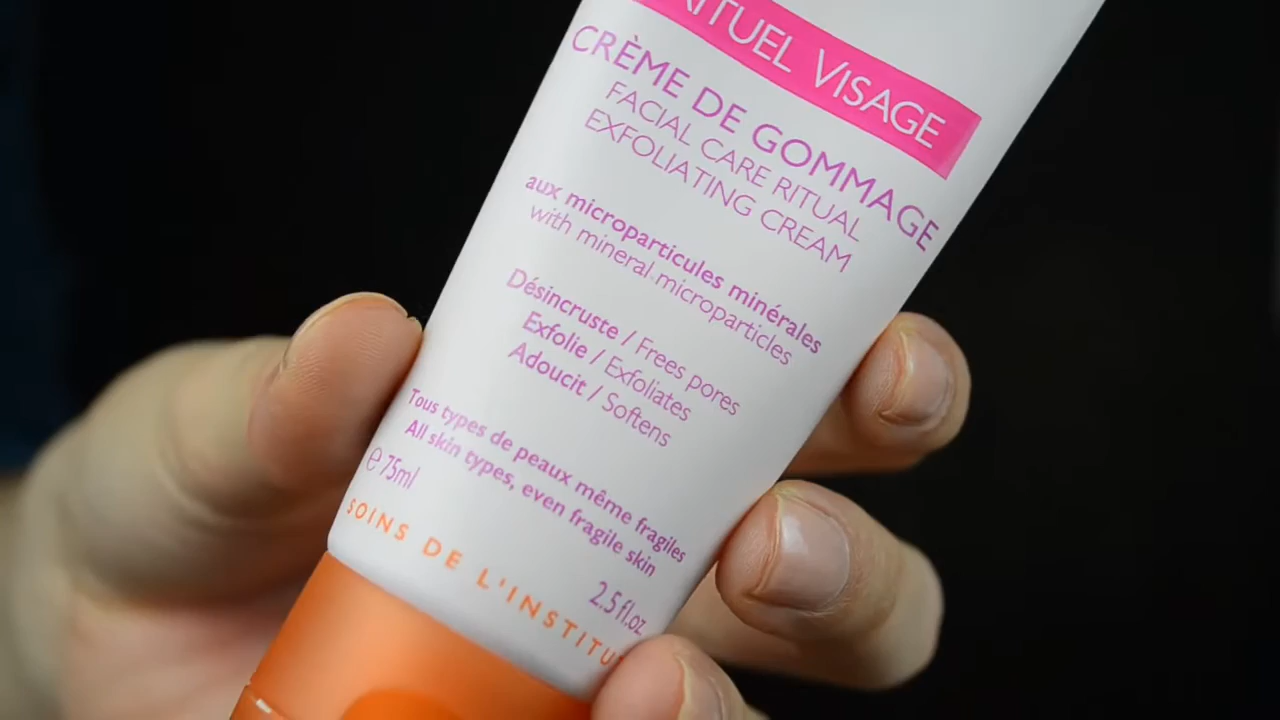 RITUEL VISAGE
CRÈME DE GOMMAGE
FACIAL CARE RITUAL
EXFOLIATING CREAM
aux microparticules minérales
with mineral microparticles
Désincruste / Frees pores
Exfolie / Exfoliates
Adoucit / Softens
Tous types de peaux même fragiles
All skin types, even fragile skin
℮ 75ml 2.5 fl.oz
SOINS DE L'INSTITU